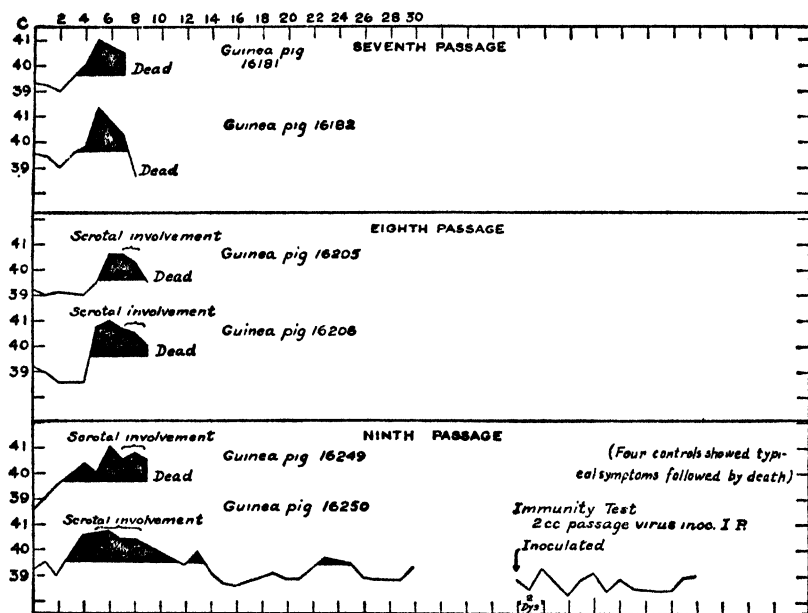 C 2 4 6 8 10 12 14 16 18 20 22 24 26 28 30
SEVENTH PASSAGE
41
40
39
Guinea pig
16181
Dead
41
40
39
Guinea pig 16182
Dead
EIGHTH PASSAGE
41
40
39
Scrotal involvement
Guinea pig 16205
Dead
41
40
39
Scrotal involvement
Guinea pig 16206
Dead
NINTH PASSAGE
41
40
39
Scrotal involvement
Guinea pig 16249
Dead
(Four controls showed typi-
cal symptoms followed by death)
41
40
39
Scrotal involvement
Guinea pig 16250
Immunity Test
2cc passage virus inoc. I P.
Inoculated
2
Dys